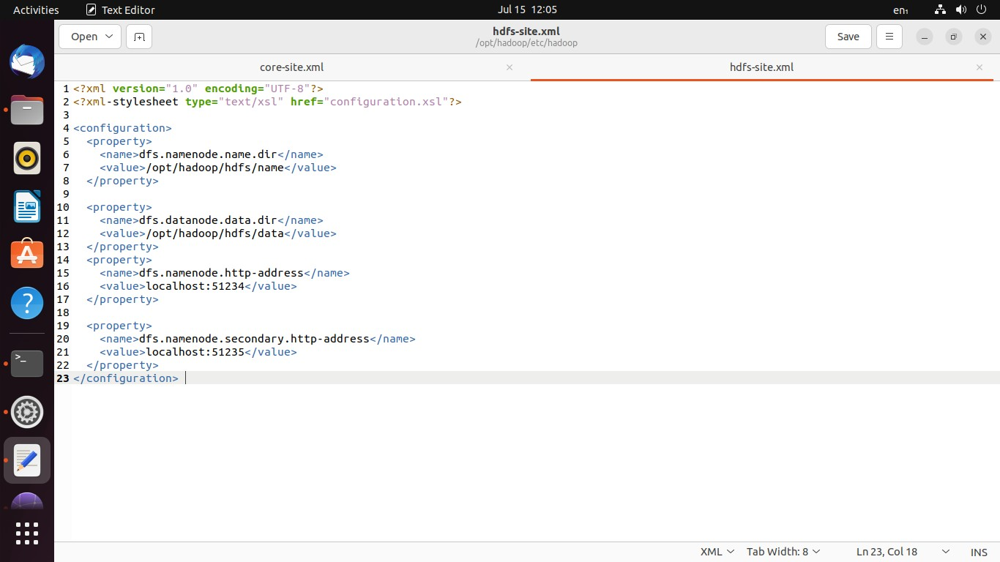 Activities
Text Editor
Jul 15 12:05
en₁
Open
hdfs-site.xml
/opt/hadoop/etc/hadoop
Save
core-site.xml
hdfs-site.xml
1 <?xml version="1.0" encoding="UTF-8"?>
2 <?xml-stylesheet type="text/xsl" href="configuration.xsl"?>
3
4 <configuration>
5   <property>
6     <name>dfs.namenode.name.dir</name>
7     <value>/opt/hadoop/hdfs/name</value>
8   </property>
9
10   <property>
11     <name>dfs.datanode.data.dir</name>
12     <value>/opt/hadoop/hdfs/data</value>
13   </property>
14   <property>
15     <name>dfs.namenode.http-address</name>
16     <value>localhost:51234</value>
17   </property>
18
19   <property>
20     <name>dfs.namenode.secondary.http-address</name>
21     <value>localhost:51235</value>
22   </property>
23 </configuration>
XML
Tab Width: 8
Ln 23, Col 18
INS